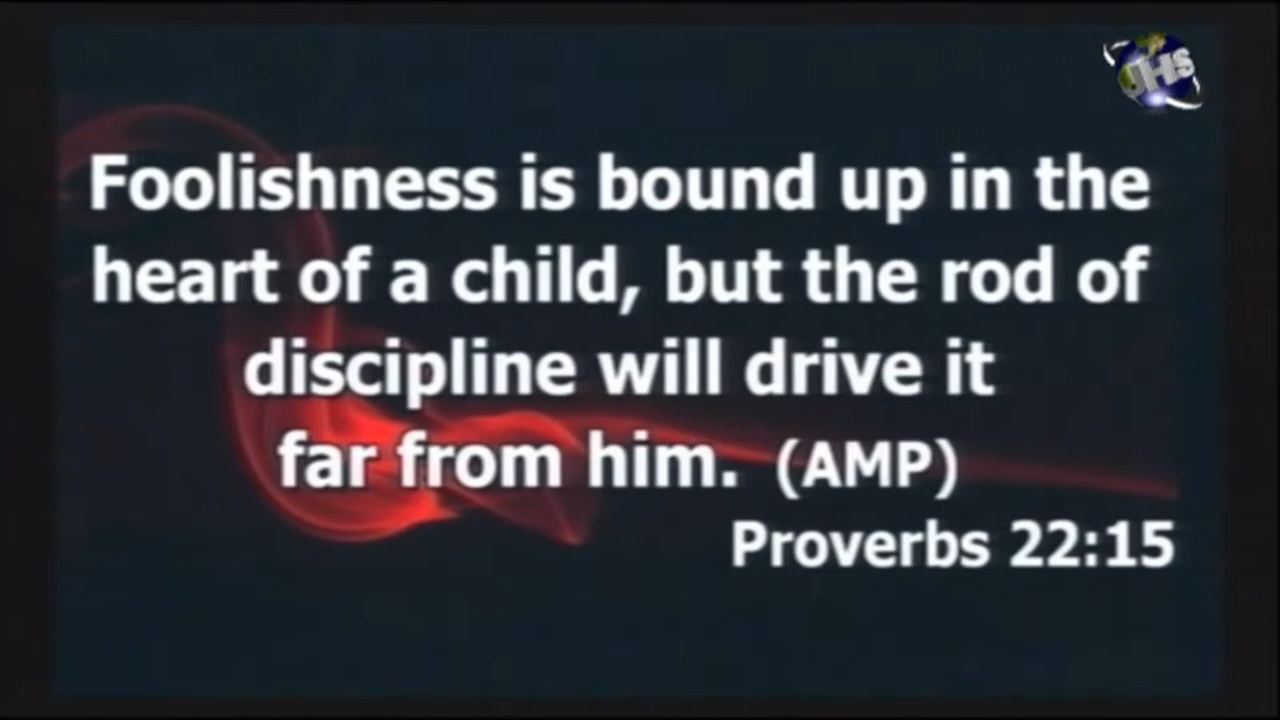 JHS
Foolishness is bound up in the
heart of a child, but the rod of
discipline will drive it
far from him. (AMP)
Proverbs 22:15